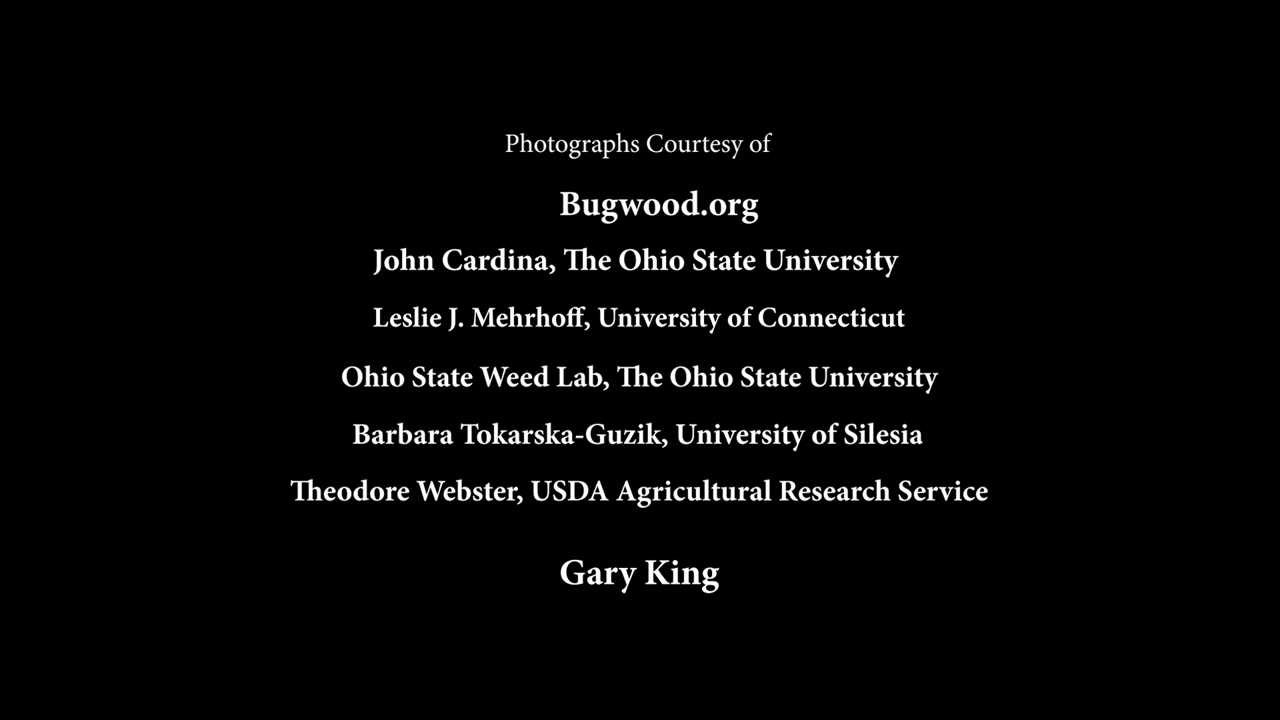 Photographs Courtesy of
Bugwood.org
John Cardina, The Ohio State University
Leslie J. Mehrhoff, University of Connecticut
Ohio State Weed Lab, The Ohio State University
Barbara Tokarska-Guzik, University of Silesia
Theodore Webster, USDA Agricultural Research Service
Gary King